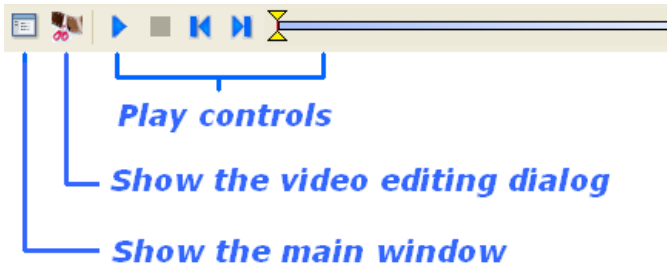 Play controls
Show the video editing dialog
Show the main window